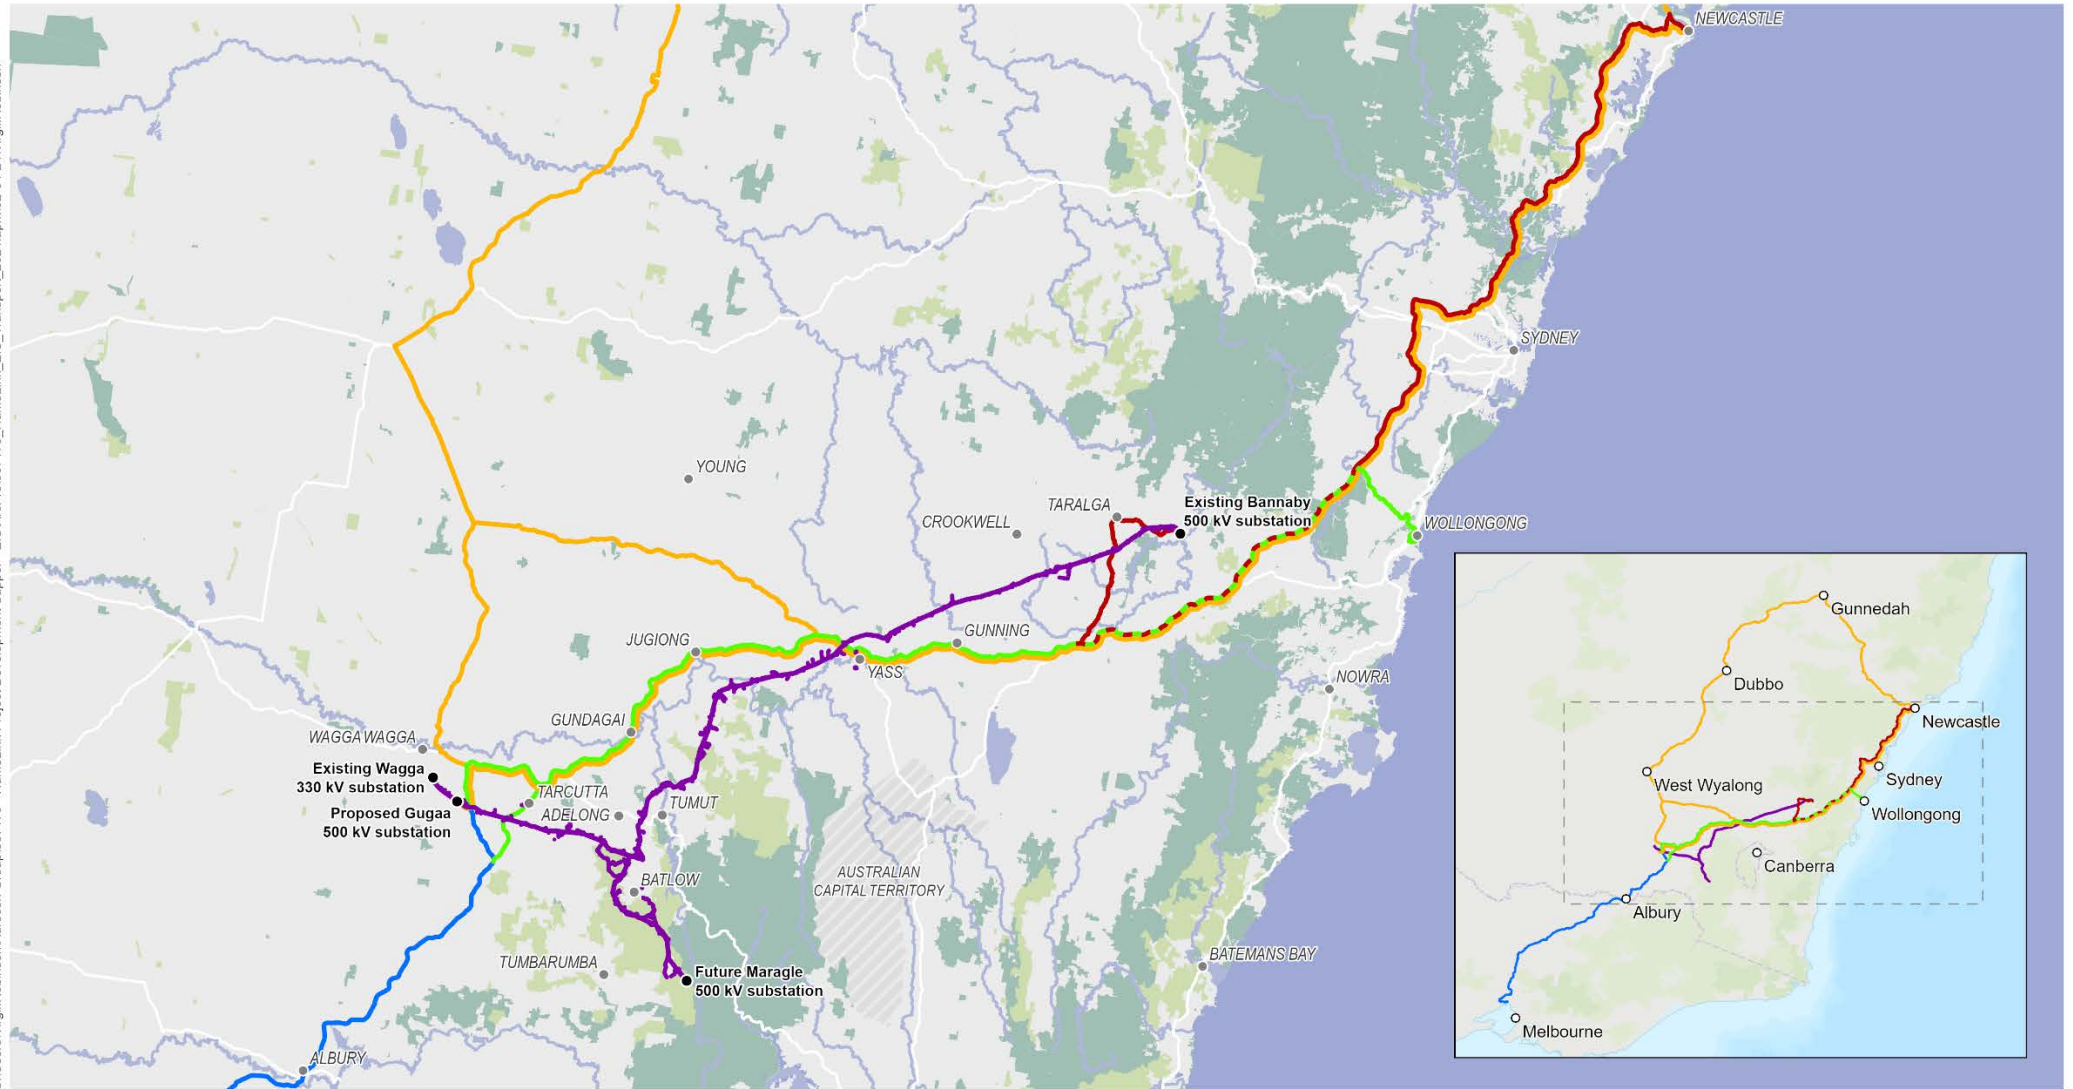 NEWCASTLE
SYDNEY
YOUNG
TARALGA
Existing Bannaby
500 kV substation
CROOKWELL
WOLLONGONG
JUGIONG
GUNNING
YASS
NOWRA
GUNDAGAI
WAGGA WAGGA
Existing Wagga
330 kV substation
TARCUTTA
Proposed Gugaa
500 kV substation
ADELONG
TUMUT
AUSTRALIAN
CAPITAL TERRITORY
BATLOW
TUMBARUMBA
Future Maragle
500 kV substation
BATEMANS BAY
ALBURY
Gunnedah
Dubbo
Newcastle
West Wyalong
Sydney
Wollongong
Canberra
Albury
Melbourne